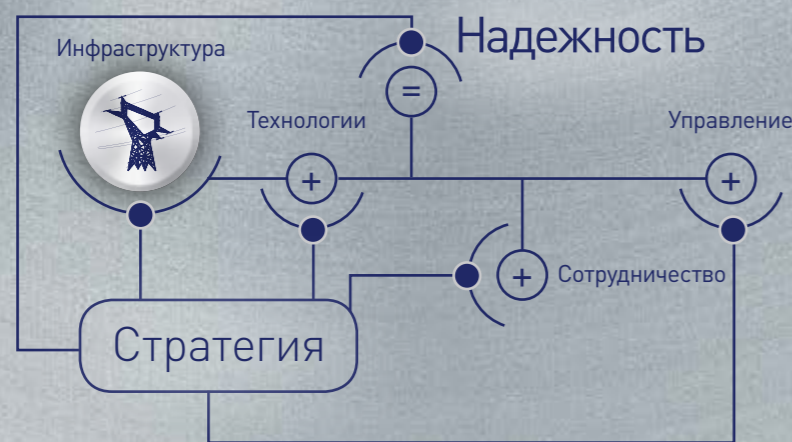 Надежность
Инфраструктура
=
Технологии
Управление
+
+
+
Сотрудничество
Стратегия